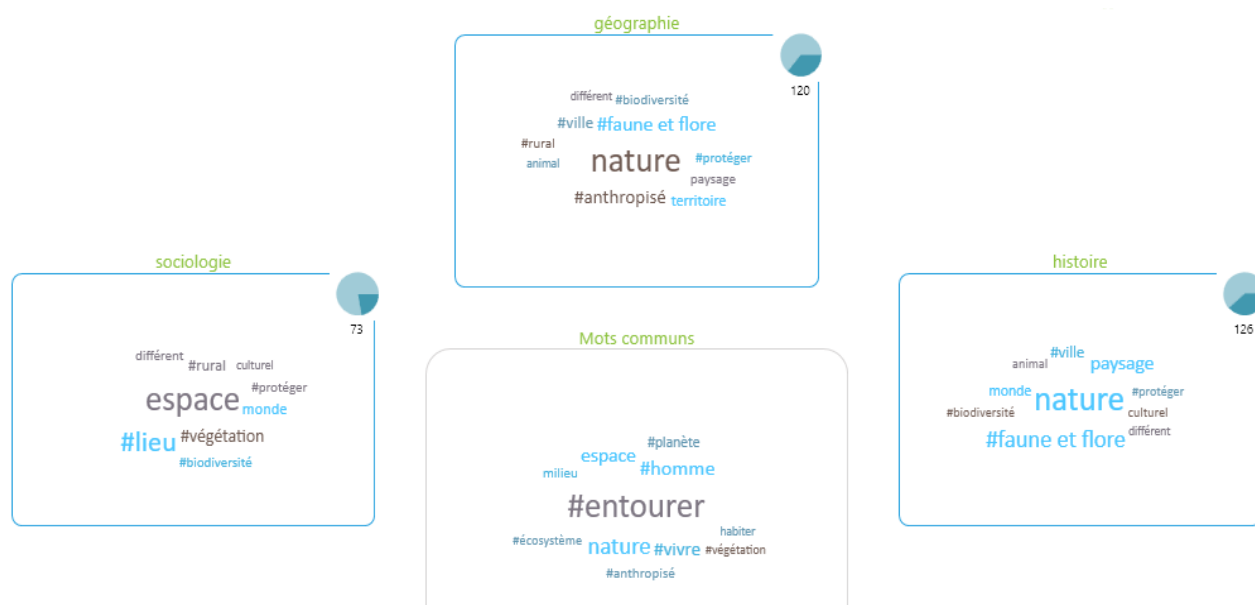 géographie
120
différent #biodiversité
#ville #faune et flore
#rural
animal nature #protéger
paysage
#anthropisé territoire
sociologie
73
différent #rural culturel
#protéger
espace monde
#lieu #végétation
#biodiversité
histoire
126
#ville
animal paysage
monde nature #protéger
#biodiversité culturel
#faune et flore différent
Mots communs
#planète
espace #homme
milieu
#entourer
habiter
#écosystème nature #vivre #végétation
#anthropisé